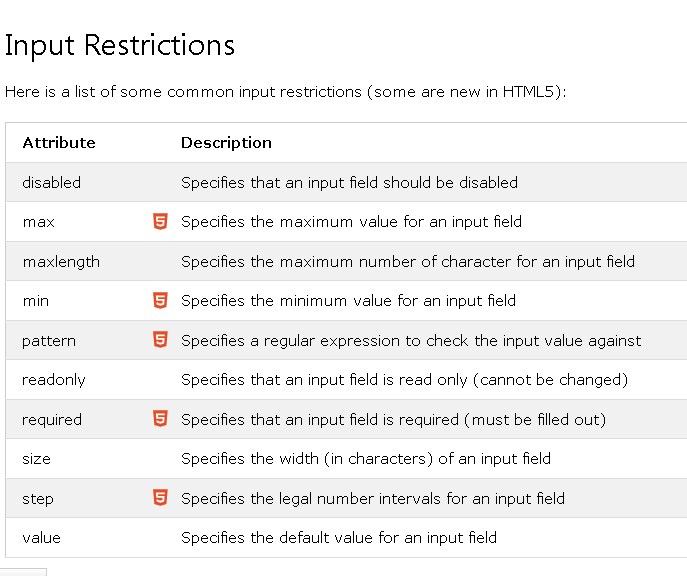 Input Restrictions
Here is a list of some common input restrictions (some are new in HTML5):
Attribute Description
disabled Specifies that an input field should be disabled
max 5 Specifies the maximum value for an input field
maxlength Specifies the maximum number of character for an input field
min 5 Specifies the minimum value for an input field
pattern 5 Specifies a regular expression to check the input value against
readonly Specifies that an input field is read only (cannot be changed)
required 5 Specifies that an input field is required (must be filled out)
size Specifies the width (in characters) of an input field
step 5 Specifies the legal number intervals for an input field
value Specifies the default value for an input field